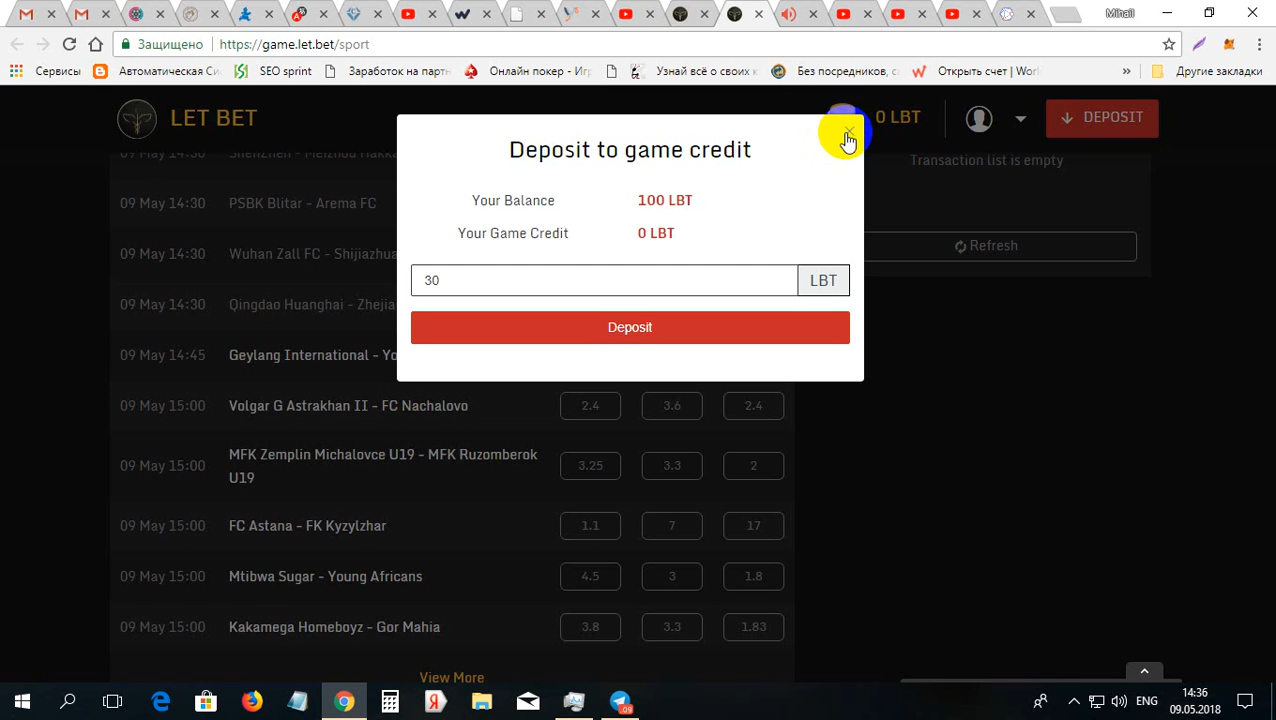 Mihail
Защищено
https://game.let.bet/sport
Сервисы
Автоматическая Си
SEO sprint
Заработок на партн
Онлайн покер - Иг
Узнай всё о своих к
Без посредников, са
Открыть счет | Wor
»
Другие закладки
LET BET
0 LBT
DEPOSIT
Deposit to game credit
Your Balance 100 LBT
Your Game Credit 0 LBT
30 LBT
Deposit
Transaction list is empty
Refresh
09 May 14:30 PSBK Blitar - Arema FC
09 May 14:30 Wuhan Zall FC - Shijiazhua
09 May 14:30 Qingdao Huanghai - Zhejia
09 May 14:45 Geylang International - Yo
09 May 15:00 Volgar G Astrakhan II - FC Nachalovo 2.4 3.6 2.4
09 May 15:00 MFK Zemplin Michalovce U19 - MFK Ruzomberok
U19 3.25 3.3 2
09 May 15:00 FC Astana - FK Kyzylzhar 1.1 7 17
09 May 15:00 Mtibwa Sugar - Young Africans 4.5 3 1.8
09 May 15:00 Kakamega Homeboyz - Gor Mahia 3.8 3.3 1.83
View More
ENG
14:36
09.05.2018